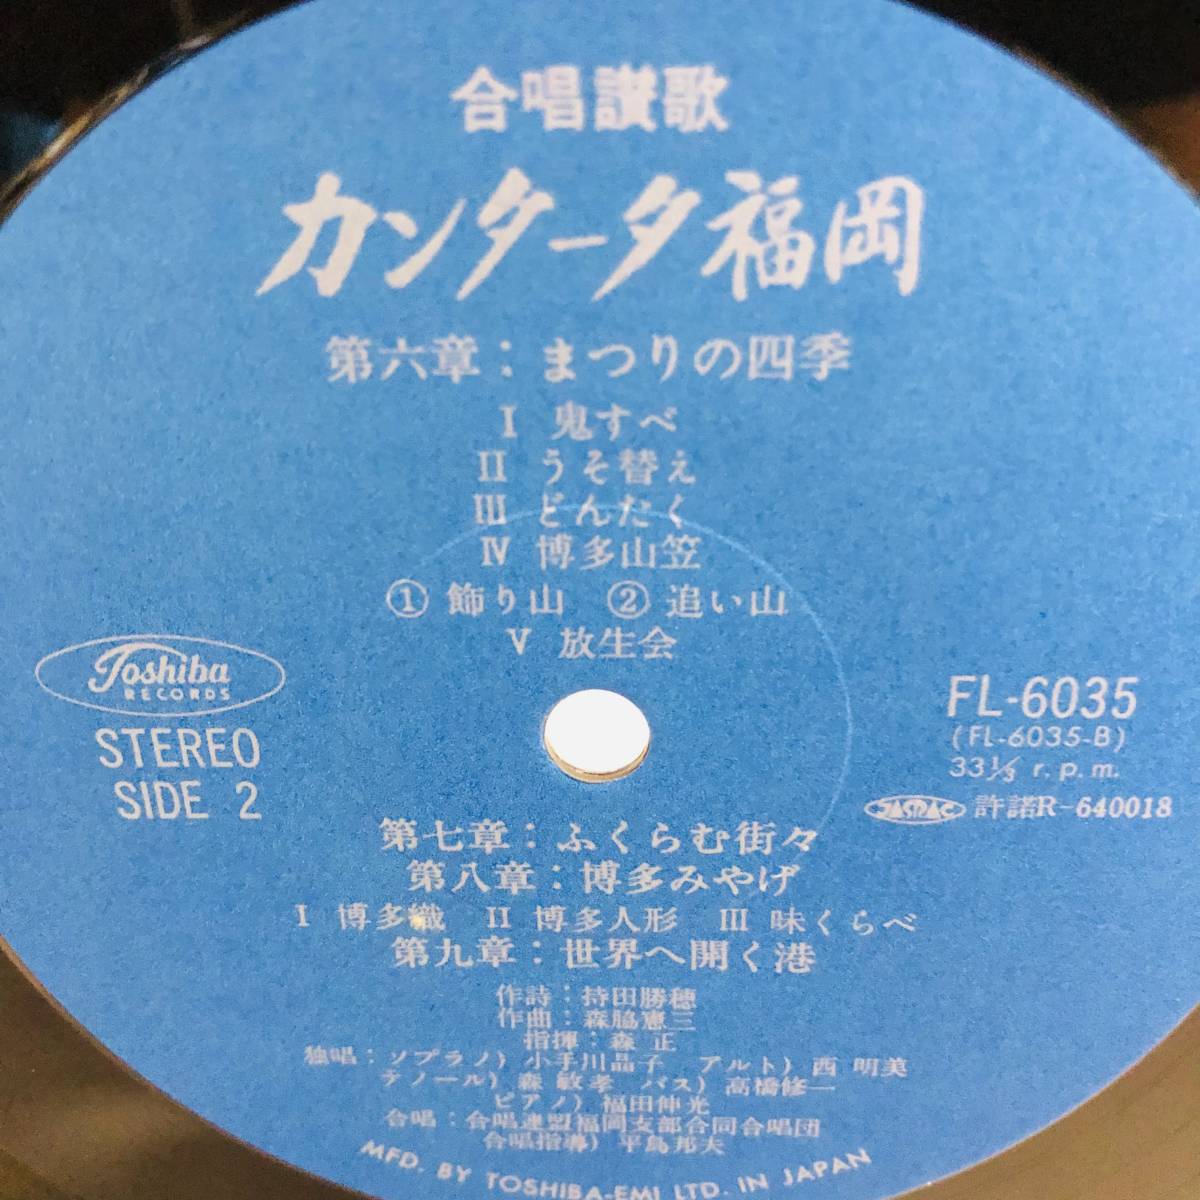 合唱讃歌
カンタータ福岡
第六章：まつりの四季
I 鬼すべ
II うそ替え
III どんたく
IV 博多山笠
① 飾り山 ② 追い山
V 放生会
Toshiba
RECORDS
STEREO
SIDE 2
FL-6035
(FL-6035-B)
33⅓ r.p.m.
JASRAC 許諾R-640018
第七章：ふくらむ街々
第八章：博多みやげ
I 博多織 II 博多人形 III 味くらべ
第九章：世界へ開く港
作詩：持田勝穂
作曲：森脇憲三
指揮：森 正
独唱：ソプラノ) 小手川晶子 アルト) 西 明美
テノール) 森 敏孝 バス) 高橋修一
ピアノ) 福田伸光
合唱：合唱連盟福岡支部合同合唱団
合唱指導) 平島邦夫
MFD. BY TOSHIBA-EMI LTD. IN JAPAN